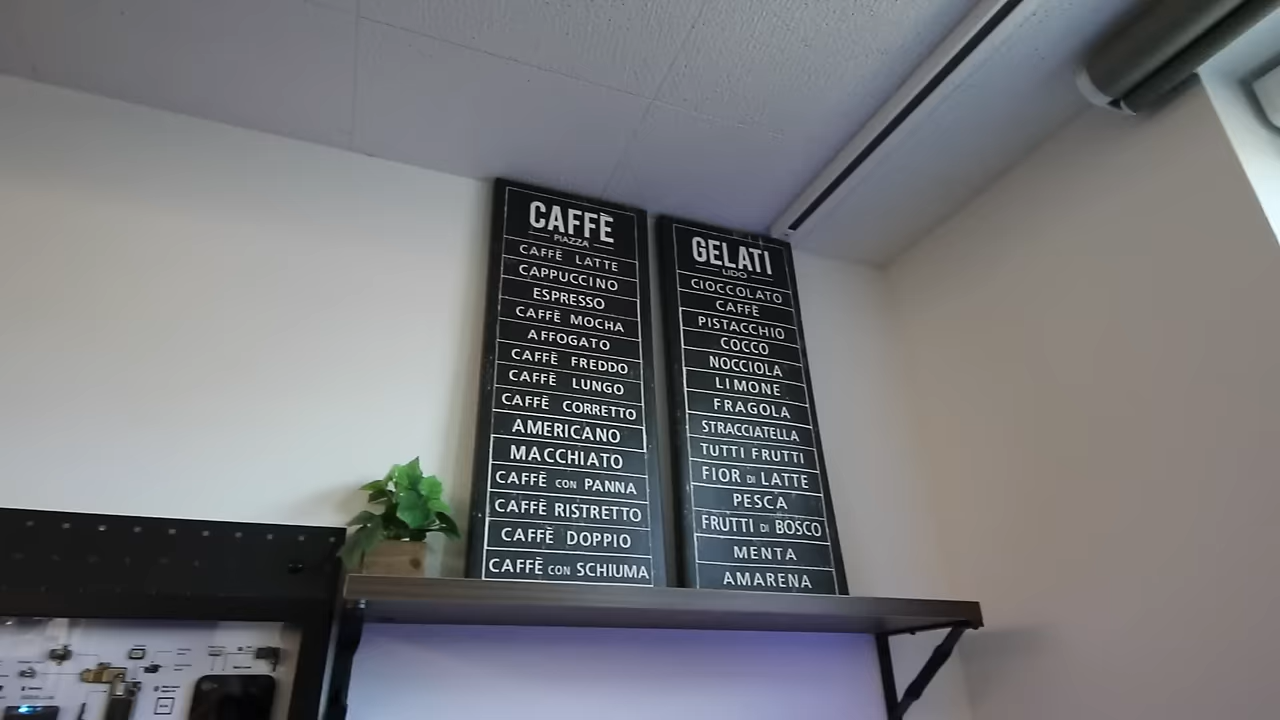 CAFFÈ
PIAZZA
CAFFÈ LATTE
CAPPUCCINO
ESPRESSO
CAFFÈ MOCHA
AFFOGATO
CAFFÈ FREDDO
CAFFÈ LUNGO
CAFFÈ CORRETTO
AMERICANO
MACCHIATO
CAFFÈ CON PANNA
CAFFÈ RISTRETTO
CAFFÈ DOPPIO
CAFFÈ CON SCHIUMA
GELATI
LIDO
CIOCCOLATO
CAFFÈ
PISTACCHIO
COCCO
NOCCIOLA
LIMONE
FRAGOLA
STRACCIATELLA
TUTTI FRUTTI
FIOR DI LATTE
PESCA
FRUTTI DI BOSCO
MENTA
AMARENA